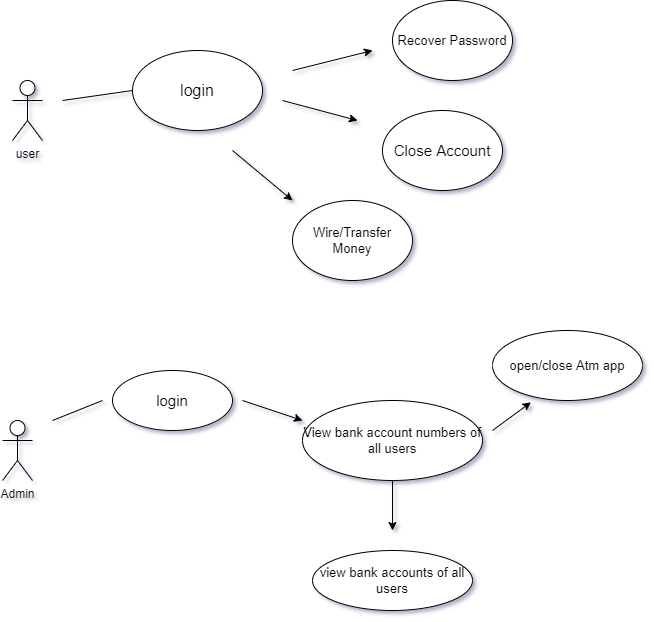 Recover Password
login
Close Account
user
Wire/Transfer
Money
open/close Atm app
login
View bank account numbers of
all users
Admin
view bank accounts of all
users